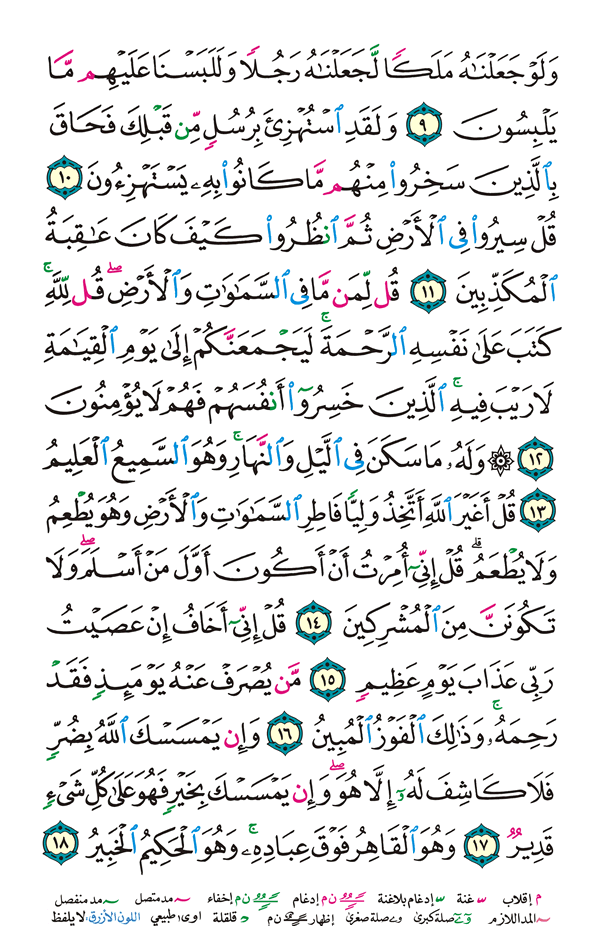 وَلَوْ جَعَلْنَـٰهُ مَلَكًا لَّجَعَلْنَـٰهُ رَجُلًا وَلَلَبَسْنَا عَلَيْهِم مَّا
يَلْبِسُونَ ٩ وَلَقَدِ ٱسْتُهْزِئَ بِرُسُلٍ مِّن قَبْلِكَ فَحَاقَ
بِٱلَّذِينَ سَخِرُوا۟ مِنْهُم مَّا كَانُوا۟ بِهِۦ يَسْتَهْزِءُونَ ١٠
قُلْ سِيرُوا۟ فِى ٱلْأَرْضِ ثُمَّ ٱنظُرُوا۟ كَيْفَ كَانَ عَـٰقِبَةُ
ٱلْمُكَذِّبِينَ ١١ قُل لِّمَن مَّا فِى ٱلسَّمَـٰوَٰتِ وَٱلْأَرْضِ ۖ قُل لِّلَّهِ ۚ
كَتَبَ عَلَىٰ نَفْسِهِ ٱلرَّحْمَةَ ۚ لَيَجْمَعَنَّكُمْ إِلَىٰ يَوْمِ ٱلْقِيَـٰمَةِ
لَا رَيْبَ فِيهِ ۚ ٱلَّذِينَ خَسِرُوٓا۟ أَنفُسَهُمْ فَهُمْ لَا يُؤْمِنُونَ
١٢ ۞ وَلَهُۥ مَا سَكَنَ فِى ٱلَّيْلِ وَٱلنَّهَارِ ۚ وَهُوَ ٱلسَّمِيعُ ٱلْعَلِيمُ
١٣ قُلْ أَغَيْرَ ٱللَّهِ أَتَّخِذُ وَلِيًّا فَاطِرِ ٱلسَّمَـٰوَٰتِ وَٱلْأَرْضِ وَهُوَ يُطْعِمُ
وَلَا يُطْعَمُ ۗ قُلْ إِنِّىٓ أُمِرْتُ أَنْ أَكُونَ أَوَّلَ مَنْ أَسْلَمَ ۖ وَلَا
تَكُونَنَّ مِنَ ٱلْمُشْرِكِينَ ١٤ قُلْ إِنِّىٓ أَخَافُ إِنْ عَصَيْتُ
رَبِّى عَذَابَ يَوْمٍ عَظِيمٍ ١٥ مَّن يُصْرَفْ عَنْهُ يَوْمَئِذٍ فَقَدْ
رَحِمَهُۥ ۚ وَذَٰلِكَ ٱلْفَوْزُ ٱلْمُبِينُ ١٦ وَإِن يَمْسَسْكَ ٱللَّهُ بِضُرٍّ
فَلَا كَاشِفَ لَهُۥٓ إِلَّا هُوَ ۖ وَإِن يَمْسَسْكَ بِخَيْرٍ فَهُوَ عَلَىٰ كُلِّ شَىْءٍ
قَدِيرٌ ١٧ وَهُوَ ٱلْقَاهِرُ فَوْقَ عِبَادِهِۦ ۚ وَهُوَ ٱلْحَكِيمُ ٱلْخَبِيرُ ١٨
م إقلاب غنة إدغام بلاغنة ن م إدغام ن م إخفاء مد متصل مد منفصل
المد اللازم صلة كبرى و ے صلة صغرى إظهار ن م قلقلة اوى طبيعي اللون الأزرق: لا يلفظ